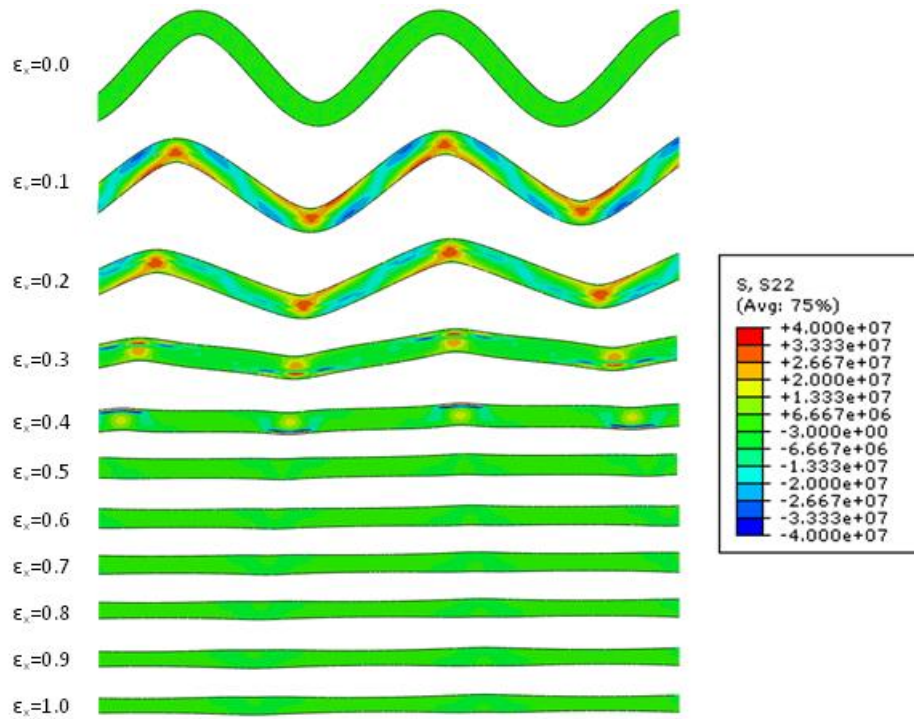 εₓ=0.0
εₓ=0.1
εₓ=0.2
εₓ=0.3
εₓ=0.4
εₓ=0.5
εₓ=0.6
εₓ=0.7
εₓ=0.8
εₓ=0.9
εₓ=1.0
S, S22
(Avg: 75%)
+4.000e+07
+3.333e+07
+2.667e+07
+2.000e+07
+1.333e+07
+6.667e+06
-3.000e+00
-6.667e+06
-1.333e+07
-2.000e+07
-2.667e+07
-3.333e+07
-4.000e+07